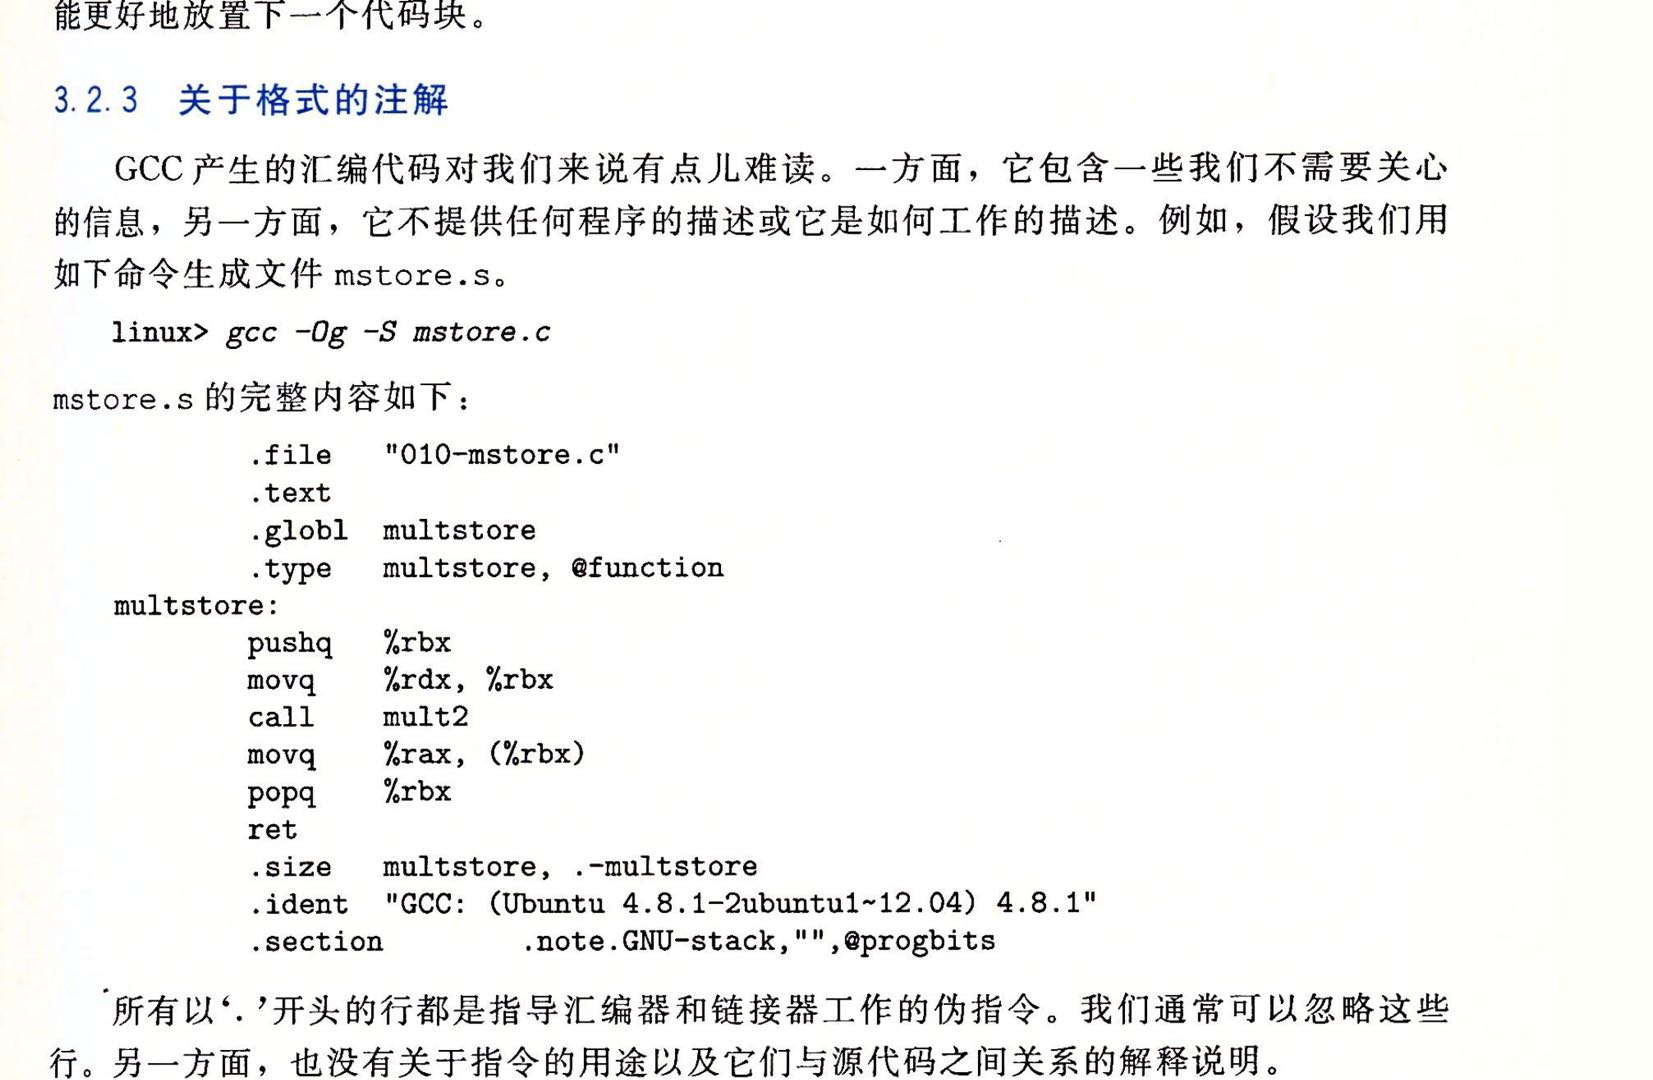 能更好地放置下一个代码块。
3.2.3 关于格式的注解
GCC 产生的汇编代码对我们来说有点儿难读。一方面，它包含一些我们不需要关心
的信息，另一方面，它不提供任何程序的描述或它是如何工作的描述。例如，假设我们用
如下命令生成文件 mstore.s。
linux> gcc -Og -S mstore.c
mstore.s 的完整内容如下：
.file "010-mstore.c"
.text
.globl multstore
.type multstore, @function
multstore:
pushq %rbx
movq %rdx, %rbx
call mult2
movq %rax, (%rbx)
popq %rbx
ret
.size multstore, .-multstore
.ident "GCC: (Ubuntu 4.8.1-2ubuntu1~12.04) 4.8.1"
.section .note.GNU-stack,"",@progbits
所有以‘.’开头的行都是指导汇编器和链接器工作的伪指令。我们通常可以忽略这些
行。另一方面，也没有关于指令的用途以及它们与源代码之间关系的解释说明。